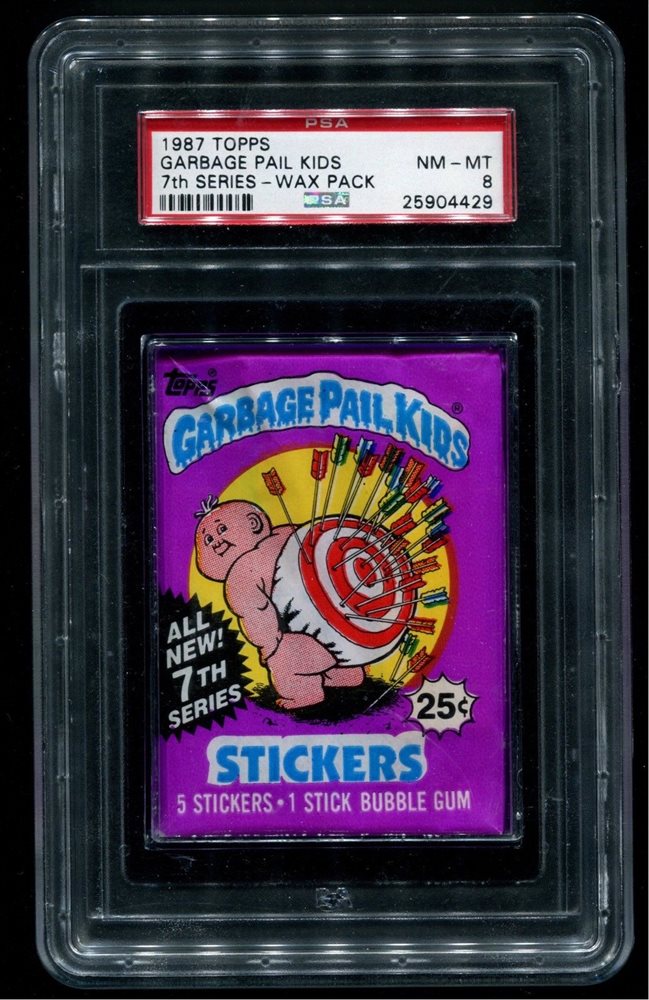 PSA
1987 TOPPS
GARBAGE PAIL KIDS NM-MT
7th SERIES-WAX PACK 8
PSA 25904429
TOPPS®
GARBAGE PAIL KIDS®
ALL
NEW!
7TH
SERIES
25¢
STICKERS
5 STICKERS • 1 STICK BUBBLE GUM
PSA